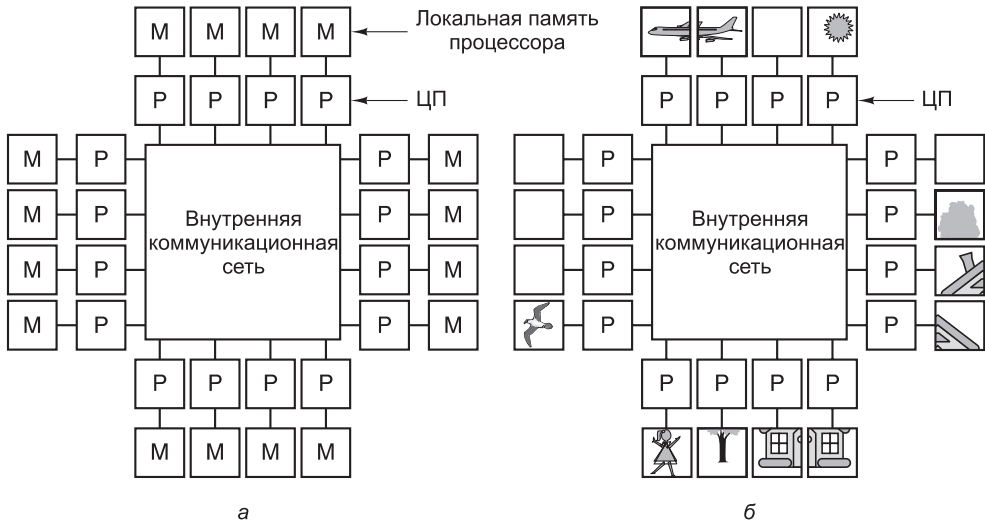 М М М М
Локальная память
процессора
Р Р Р Р
ЦП
Р Р Р Р
ЦП
М Р
Р М
Р
Р
М Р
Р М
Р
Р
Внутренняя
коммуникационная
сеть
Внутренняя
коммуникационная
сеть
М Р
Р М
Р
Р
М Р
Р М
Р
Р
Р Р Р Р
Р Р Р Р
М М М М
а
б